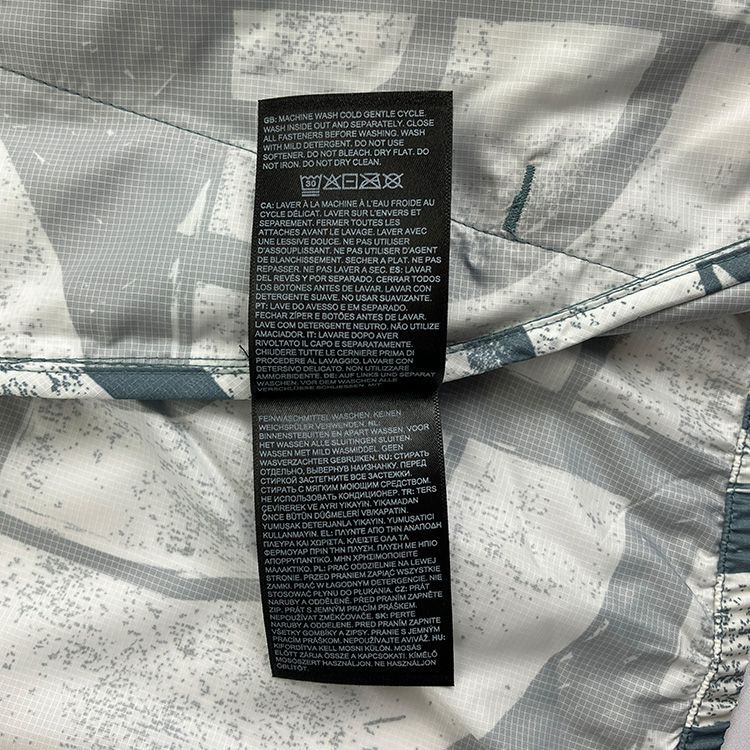 GB: MACHINE WASH COLD GENTLE CYCLE.
WASH INSIDE OUT AND SEPARATELY. CLOSE
ALL FASTENERS BEFORE WASHING. WASH
WITH MILD DETERGENT. DO NOT USE
SOFTENER. DO NOT BLEACH. DRY FLAT. DO
NOT IRON. DO NOT DRY CLEAN.
30
CA: LAVER À LA MACHINE À L'EAU FROIDE AU
CYCLE DÉLICAT. LAVER SUR L'ENVERS ET
SEPAREMENT. FERMER TOUTES LES
ATTACHES AVANT LE LAVAGE. LAVER AVEC
UNE LESSIVE DOUCE. NE PAS UTILISER
D'ASSOUPLISSANT. NE PAS UTILISER D'AGENT
DE BLANCHISSEMENT. SECHER A PLAT. NE PAS
REPASSER. NE PAS LAVER A SEC. ES: LAVAR
DEL REVÉS Y POR SEPARADO. CERRAR TODOS
LOS BOTONES ANTES DE LAVAR. LAVAR CON
DETERGENTE SUAVE. NO USAR SUAVIZANTE.
PT: LAVO DO AVESSO E EM SEPARADO.
FECHAR ZÍPER E BOTÕES ANTES DE LAVAR.
LAVE COM DETERGENTE NEUTRO. NÃO UTILIZE
AMACIADOR. IT: LAVARE DOPO AVER
RIVOLTATO IL CAPO E SEPARATAMENTE.
CHIUDERE TUTTE LE CERNIERE PRIMA DI
PROCEDERE AL LAVAGGIO. LAVARE CON
DETERSIVO DELICATO. NON UTILIZZARE
AMMORBIDENTE. DE: AUF LINKS UND SEPARAT
WASCHEN. VOR DEM WASCHEN ALLE
VERSCHLÜSSE SCHLIESSEN. MIT
FEINWASCHMITTEL WASCHEN. KEINEN
WEICHSPÜLER VERWENDEN. NL:
BINNENSTEBUITEN EN APART WASSEN. VOOR
HET WASSEN ALLE SLUITINGEN SLUITEN.
WASSEN MET MILD WASMIDDEL. GEEN
WASVERZACHTER GEBRUIKEN. RU: СТИРАТЬ
ОТДЕЛЬНО, ВЫВЕРНУВ НАИЗНАНКУ. ПЕРЕД
СТИРКОЙ ЗАСТЕГНИТЕ ВСЕ ЗАСТЕЖКИ.
СТИРАТЬ С МЯГКИМ МОЮЩИМ СРЕДСТВОМ.
НЕ ИСПОЛЬЗОВАТЬ КОНДИЦИОНЕР. TR: TERS
ÇEVIREREK VE AYRI YIKAYIN. YIKAMADAN
ÖNCE BÜTÜN DÜĞMELERİ
YUMUŞAK DETERJANLA YIKAYIN. YUMUŞATICI
KULLANMAYIN. EL: ΠΛΥΝΤΕ ΑΠΟ ΤΗΝ ΑΝΑΠΟΔΗ
ΠΛΕΥΡΑ ΚΑΙ ΧΩΡΙΣΤΑ. ΚΛΕΙΣΤΕ ΟΛΑ ΤΑ
ΦΕΡΜΟΥΑΡ ΠΡΙΝ ΤΗΝ ΠΛΥΣΗ. ΠΛΥΣΗ ΜΕ ΗΠΙΟ
ΑΠΟΡΡΥΠΑΝΤΙΚΟ. ΜΗΝ ΧΡΗΣΙΜΟΠΟΙΕΙΤΕ
ΜΑΛΑΚΤΙΚΟ. PL: PRAĆ ODDZIELNIE NA LEWEJ
STRONIE. PRZED PRANIEM ZAPIĄĆ WSZYSTKIE
ZAMKI. PRAĆ W ŁAGODNYM DETERGENCIE. NIE
STOSOWAĆ PŁYNU DO PŁUKANIA. CZ: PRÁT
NARUBY A ODDĚLENĚ. PŘED PRANÍM ZAPNĚTE
ZIP. PRÁT S JEMNÝM PRACÍM PRÁŠKEM.
NEPOUŽÍVAT ZMĚKČOVAČE. SK: PERTE
NARUBY A ODDELENE. PRED PRANÍM ZAPNITE
VŠETKY GOMBÍKY A ZIPSY. PRANIE S JEMNÝM
PRACÍM PRÁŠKOM. NEPOUŽÍVAJTE AVIVÁŽ. HU:
KIFORDÍTVA KELL MOSNI KÜLÖN. MOSÁS
ELŐTT ZÁRJA ÖSSZE A KAPCSOKAT! KÍMÉLŐ
MOSÓSZERT HASZNÁLJON. NE HASZNÁLJON
ÖBLÍTŐT.